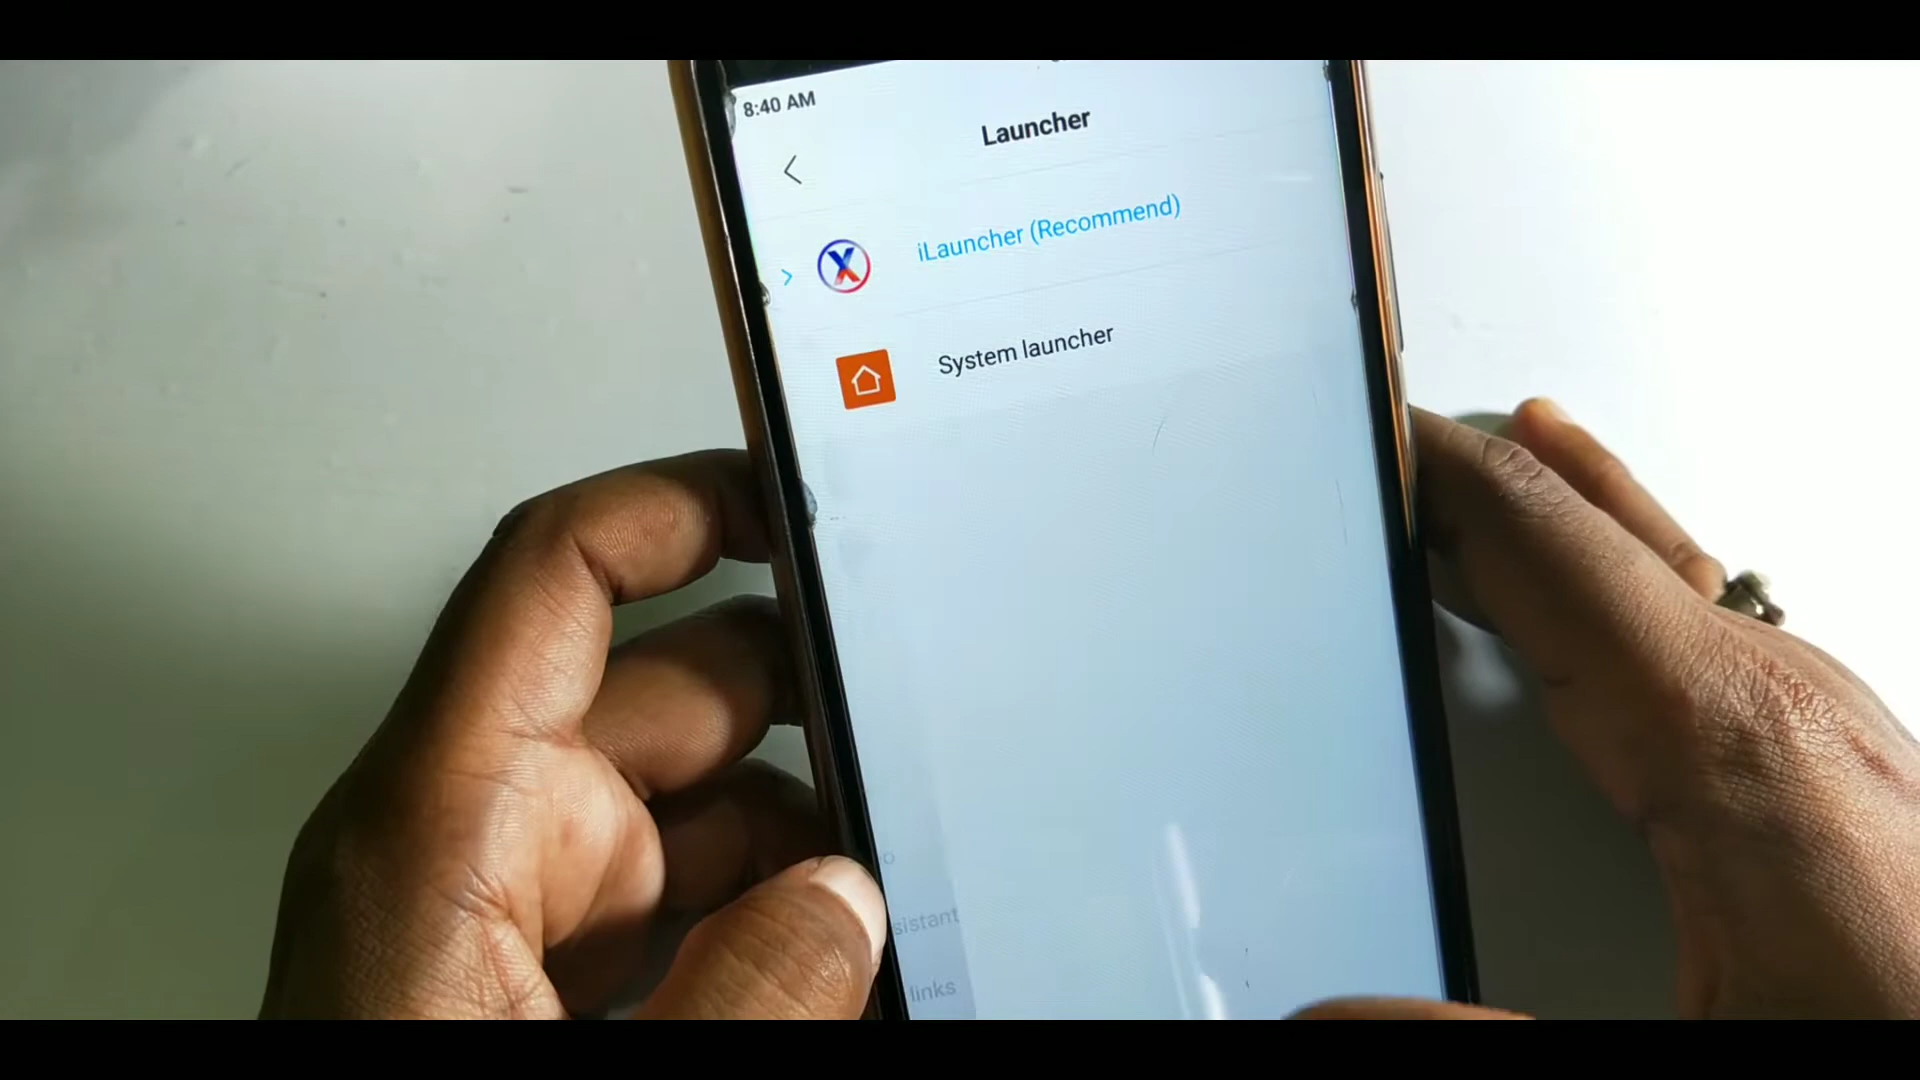 8:40 AM
Launcher
iLauncher (Recommend)
System launcher
sistant
links